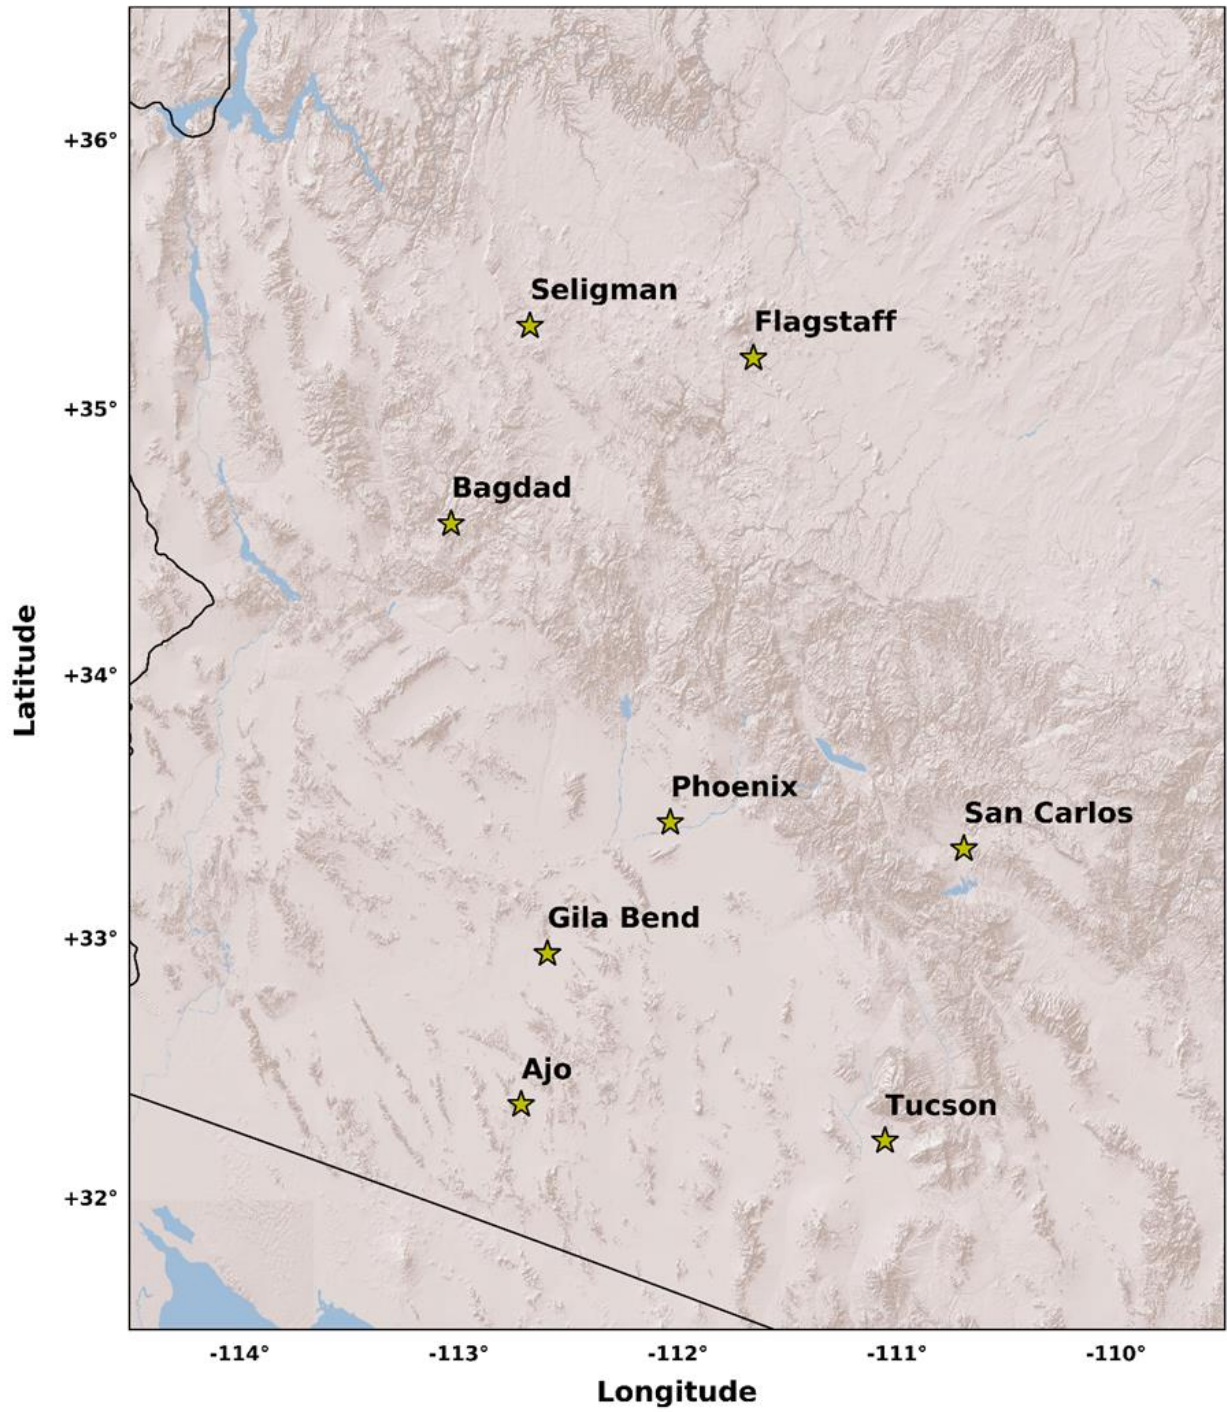 +36°
Seligman
Flagstaff
+35°
Bagdad
+34°
Phoenix
San Carlos
+33°
Gila Bend
Ajo
Tucson
+32°
Latitude
-114°
-113°
-112°
-111°
-110°
Longitude